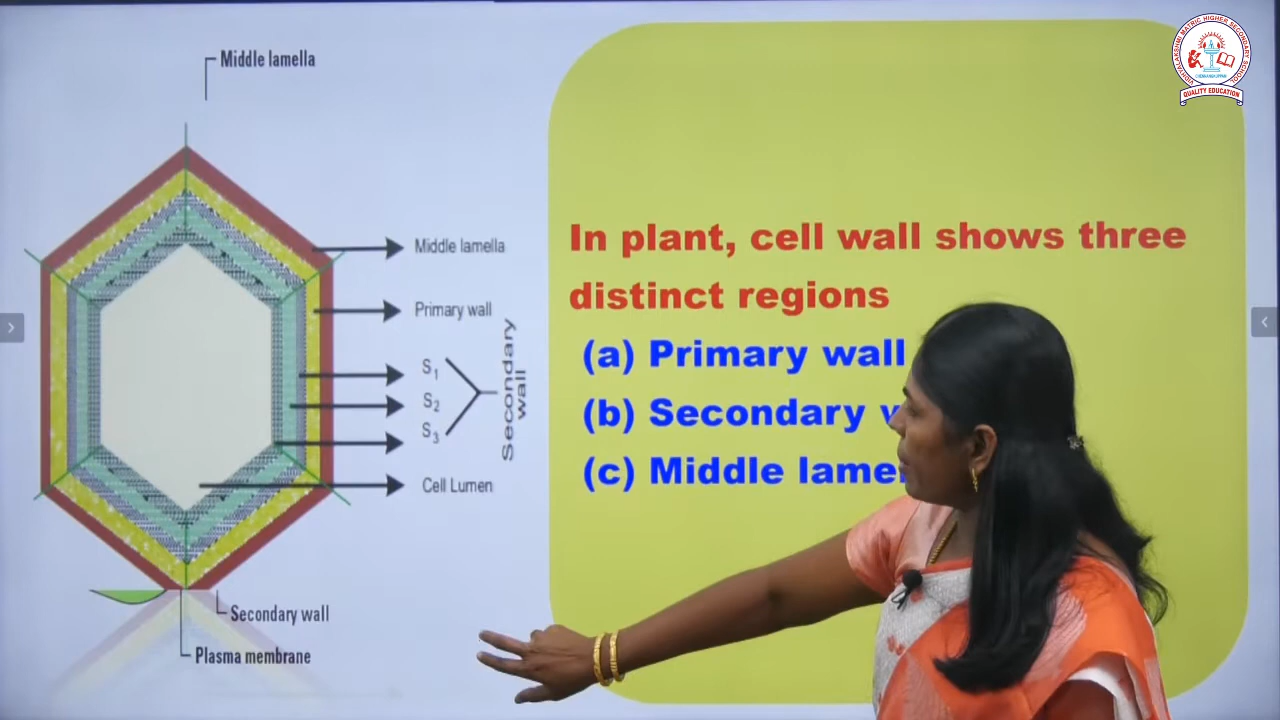 Middle lamella
Middle lamella
Primary wall
S1
S2
S3
Secondary
wall
Cell Lumen
Secondary wall
Plasma membrane
In plant, cell wall shows three
distinct regions
(a) Primary wall
(b) Secondary
(c) Middle
QUALITY EDUCATION